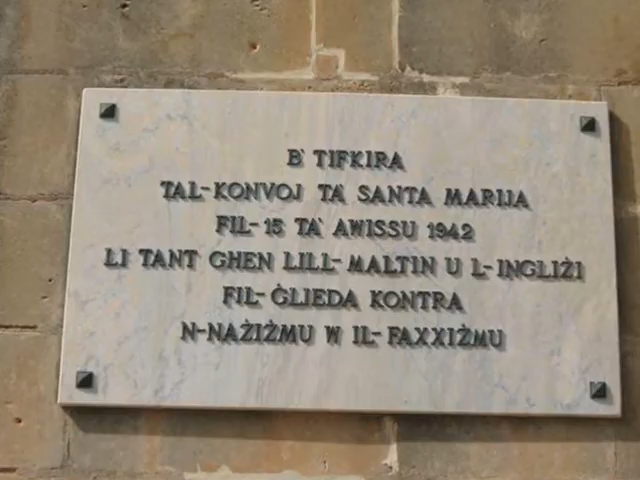 B' TIFKIRA
TAL-KONVOJ TA' SANTA MARIJA
FIL-15 TA' AWISSU 1942
LI TANT GHEN LILL-MALTIN U L-INGLIŻI
FIL-ĠLIEDA KONTRA
N-NAŻIŻMU W IL-FAXXIŻMU